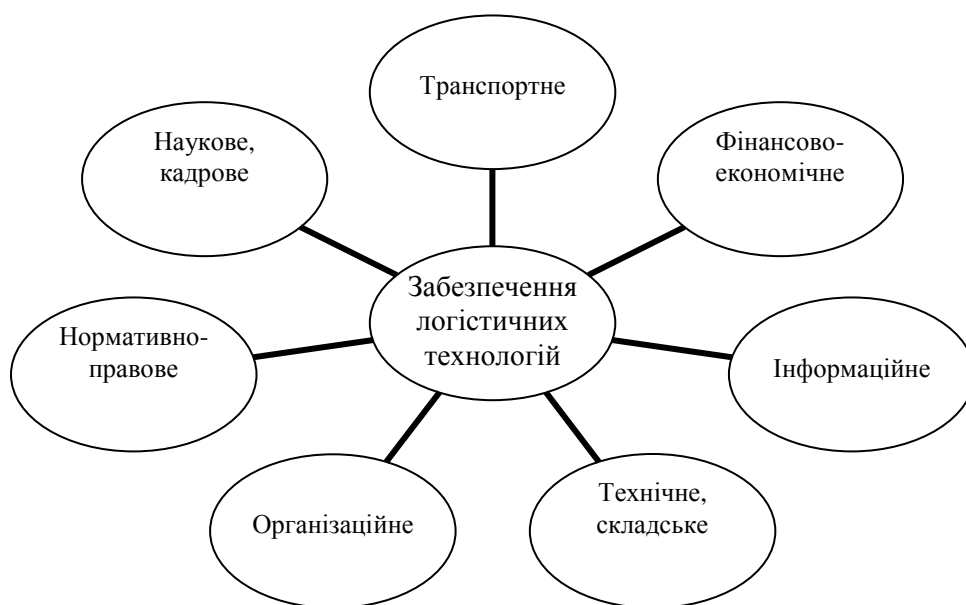 Транспортне
Наукове,
кадрове
Фінансово-
економічне
Забезпечення
логістичних
технологій
Нормативно-
правове
Інформаційне
Організаційне
Технічне,
складське